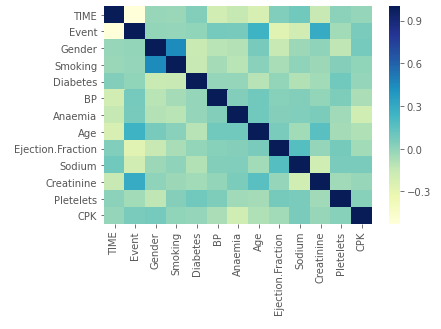 TIME
Event
Gender
Smoking
Diabetes
BP
Anaemia
Age
Ejection.Fraction
Sodium
Creatinine
Pletelets
CPK
TIME
Event
Gender
Smoking
Diabetes
BP
Anaemia
Age
Ejection.Fraction
Sodium
Creatinine
Pletelets
CPK
0.9
0.6
0.3
0.0
−0.3